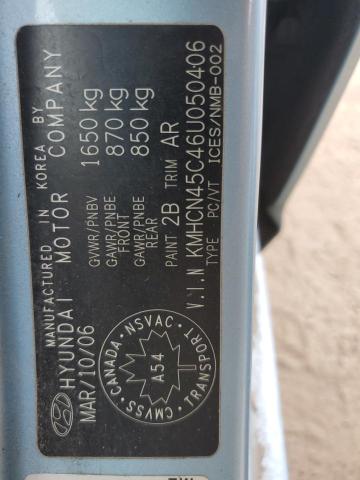 MANUFACTURED IN KOREA BY
HYUNDAI MOTOR COMPANY
MAR/10/06
GVWR/PNBV 1650 kg
GAWR/PNBE FRONT 870 kg
GAWR/PNBE REAR 850 kg
PAINT 2B TRIM AR
V.I.N KMHCN45C46U050406
TYPE PC/VT ICES/NMB-002
CANADA · NSVAC · TRANSPORT · CMVSS
A54